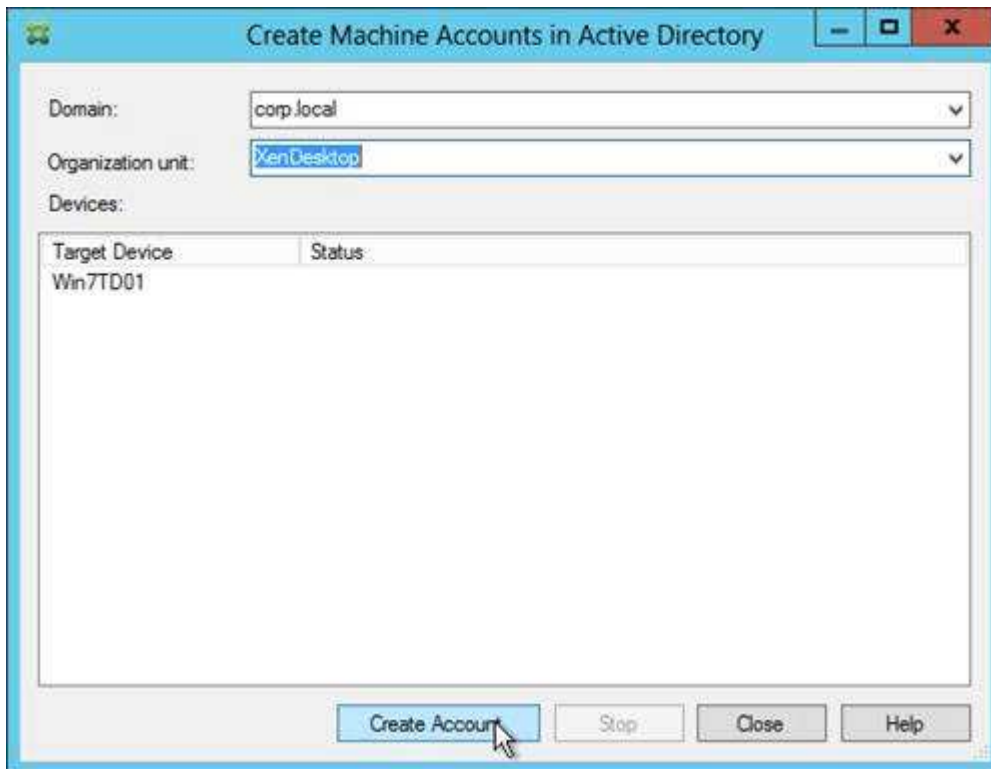 Create Machine Accounts in Active Directory
Domain: corp.local
Organization unit: XenDesktop
Devices:
Target Device Status
Win7TD01
Create Account Stop Close Help